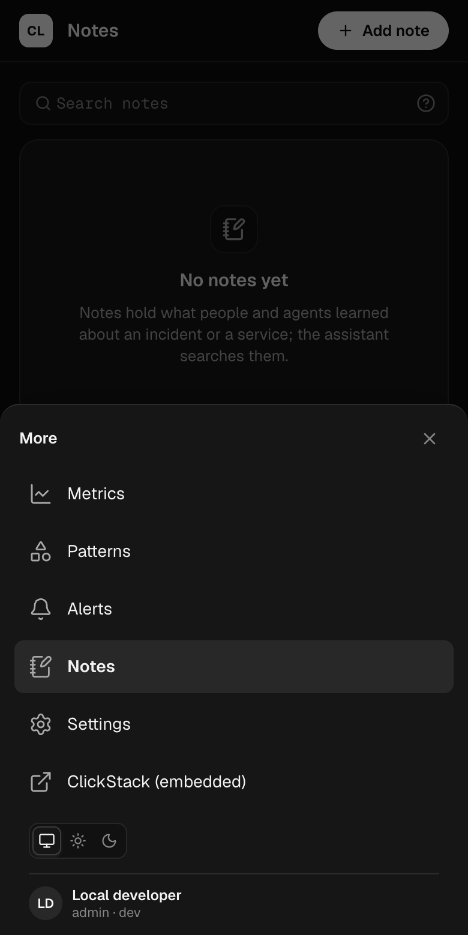 CL Notes + Add note
Search notes
No notes yet
Notes hold what people and agents learned
about an incident or a service; the assistant
searches them.
More
Metrics
Patterns
Alerts
Notes
Settings
ClickStack (embedded)
LD Local developer
admin · dev